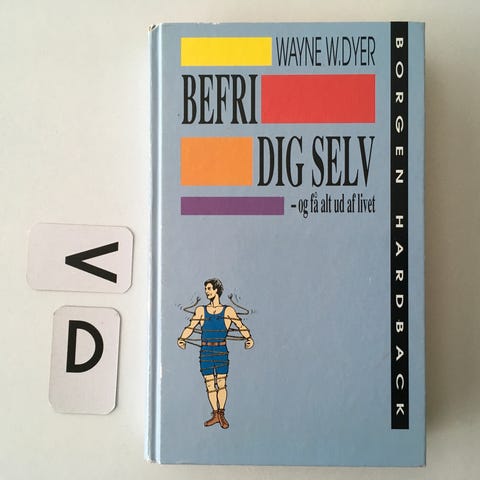 WAYNE W.DYER
BEFRI
DIG SELV
- og få alt ud af livet
BORGEN HARDBACK
V
D